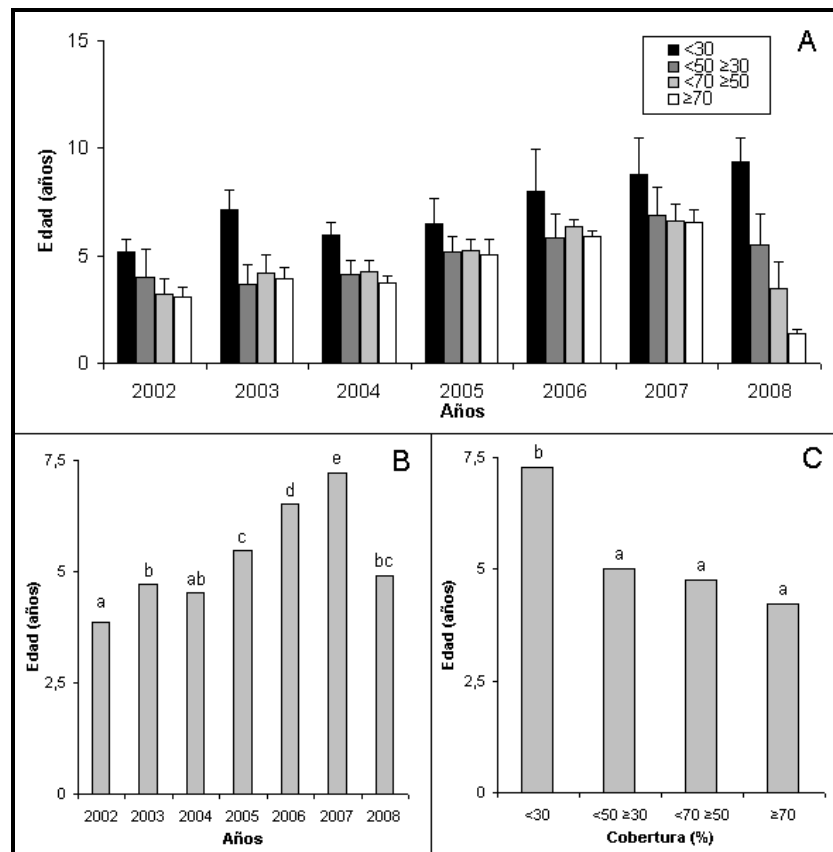 A
<30
<50 ≥30
<70 ≥50
≥70
15
10
5
0
Edad (años)
2002 2003 2004 2005 2006 2007 2008
Años
B
7,5
5
2,5
0
Edad (años)
a b ab c d e bc
2002 2003 2004 2005 2006 2007 2008
Años
C
7,5
5
2,5
0
Edad (años)
b a a a
<30 <50 ≥30 <70 ≥50 ≥70
Cobertura (%)